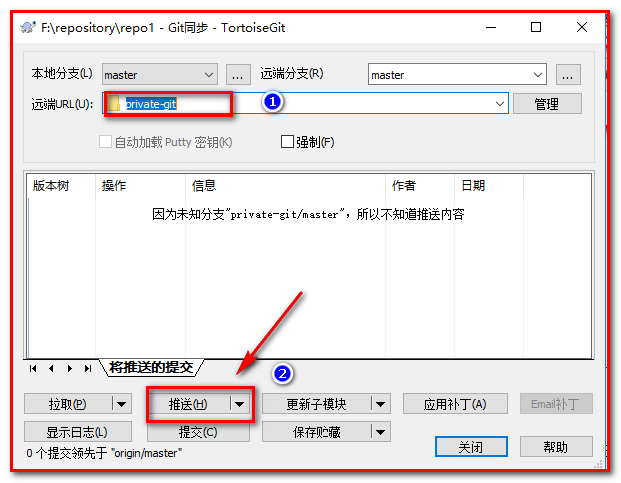 F:\repository\repo1 - Git同步 - TortoiseGit
本地分支(L) master ... 远端分支(R) master ...
远端URL(U): private-git 1 管理
自动加载 Putty 密钥(K) 强制(F)
版本树 操作 信息 作者 日期
因为未知分支"private-git/master", 所以不知道推送内容
将推送的提交
2
拉取(P) 推送(H) 更新子模块 应用补丁(A) Email补丁
显示日志(L) 提交(C) 保存贮藏 关闭 帮助
0 个提交领先于 "origin/master"